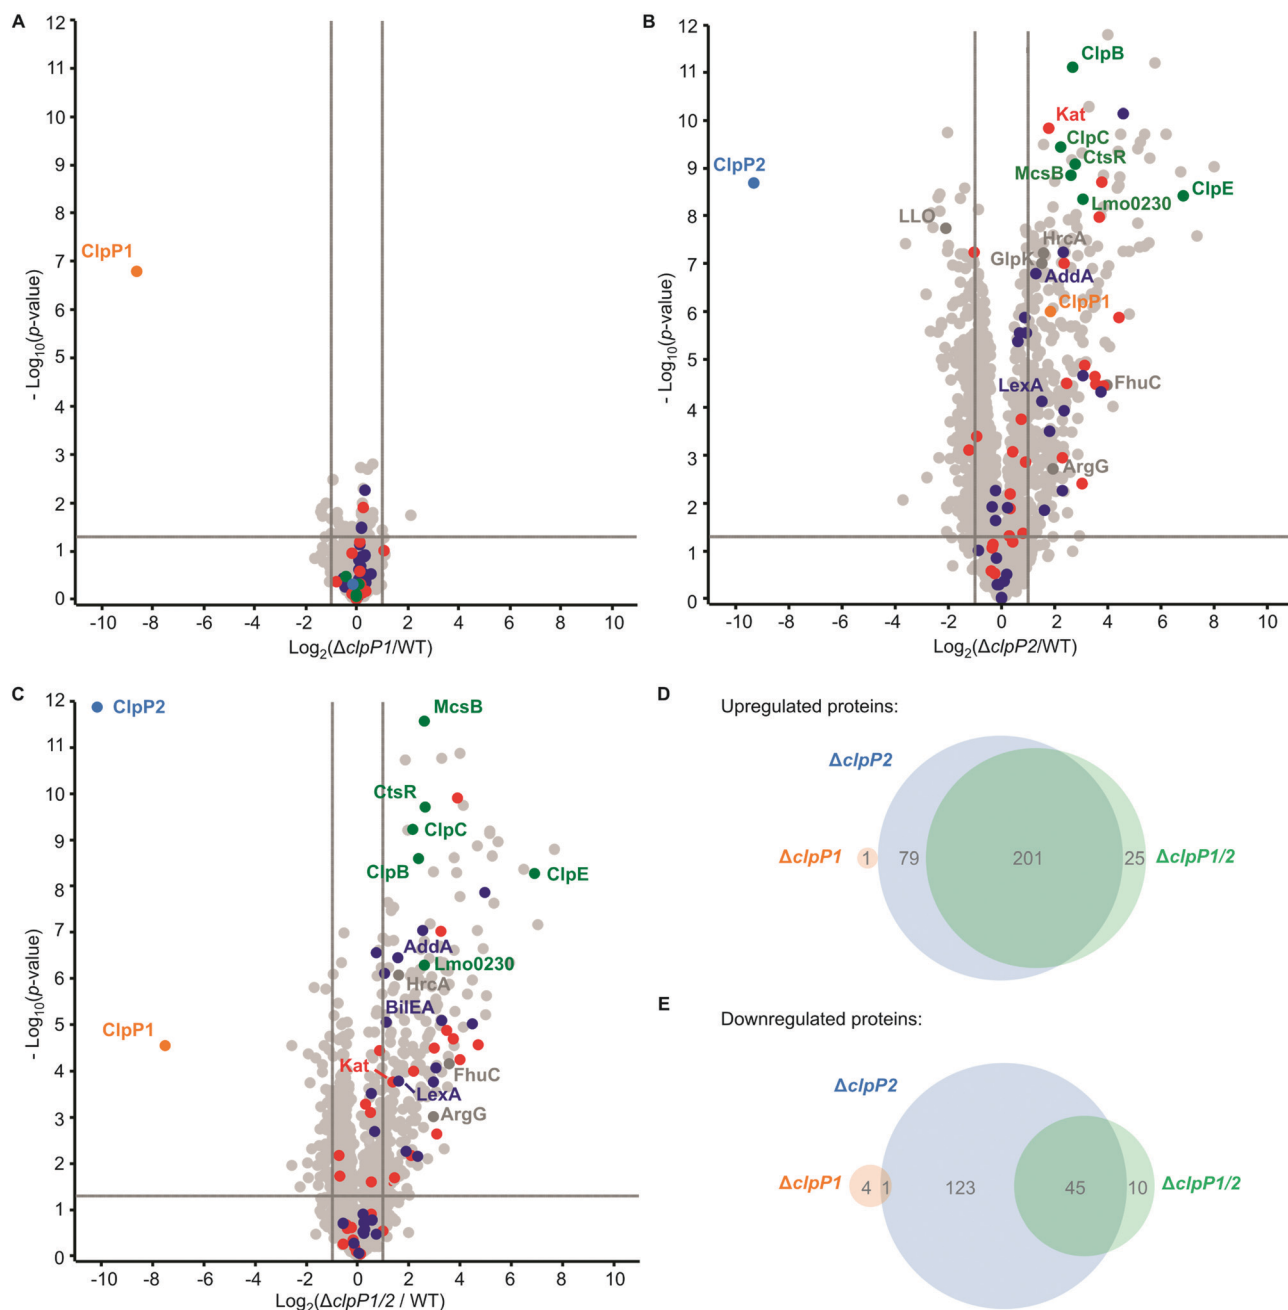 A
12
11
10
9
8
7
6
5
4
3
2
1
0
- Log10(p-value)
ClpP1
-10 -8 -6 -4 -2 0 2 4 6 8 10
Log2(ΔclpP1/WT)
B
12
11
10
9
8
7
6
5
4
3
2
1
0
- Log10(p-value)
ClpB
Kat
ClpC
CtsR
ClpP2
McsB
ClpE
Lmo0230
LLO
HrcA
GlpK
AddA
ClpP1
LexA
FhuC
ArgG
-10 -8 -6 -4 -2 0 2 4 6 8 10
Log2(ΔclpP2/WT)
C
12
11
10
9
8
7
6
5
4
3
2
1
0
- Log10(p-value)
ClpP2
McsB
CtsR
ClpC
ClpB
ClpE
AddA
Lmo0230
HrcA
BilEA
ClpP1
Kat
FhuC
LexA
ArgG
-10 -8 -6 -4 -2 0 2 4 6 8 10
Log2(ΔclpP1/2 / WT)
D
Upregulated proteins:
ΔclpP2
ΔclpP1 1 79 201 25 ΔclpP1/2
E
Downregulated proteins:
ΔclpP2
ΔclpP1 4 1 123 45 10 ΔclpP1/2